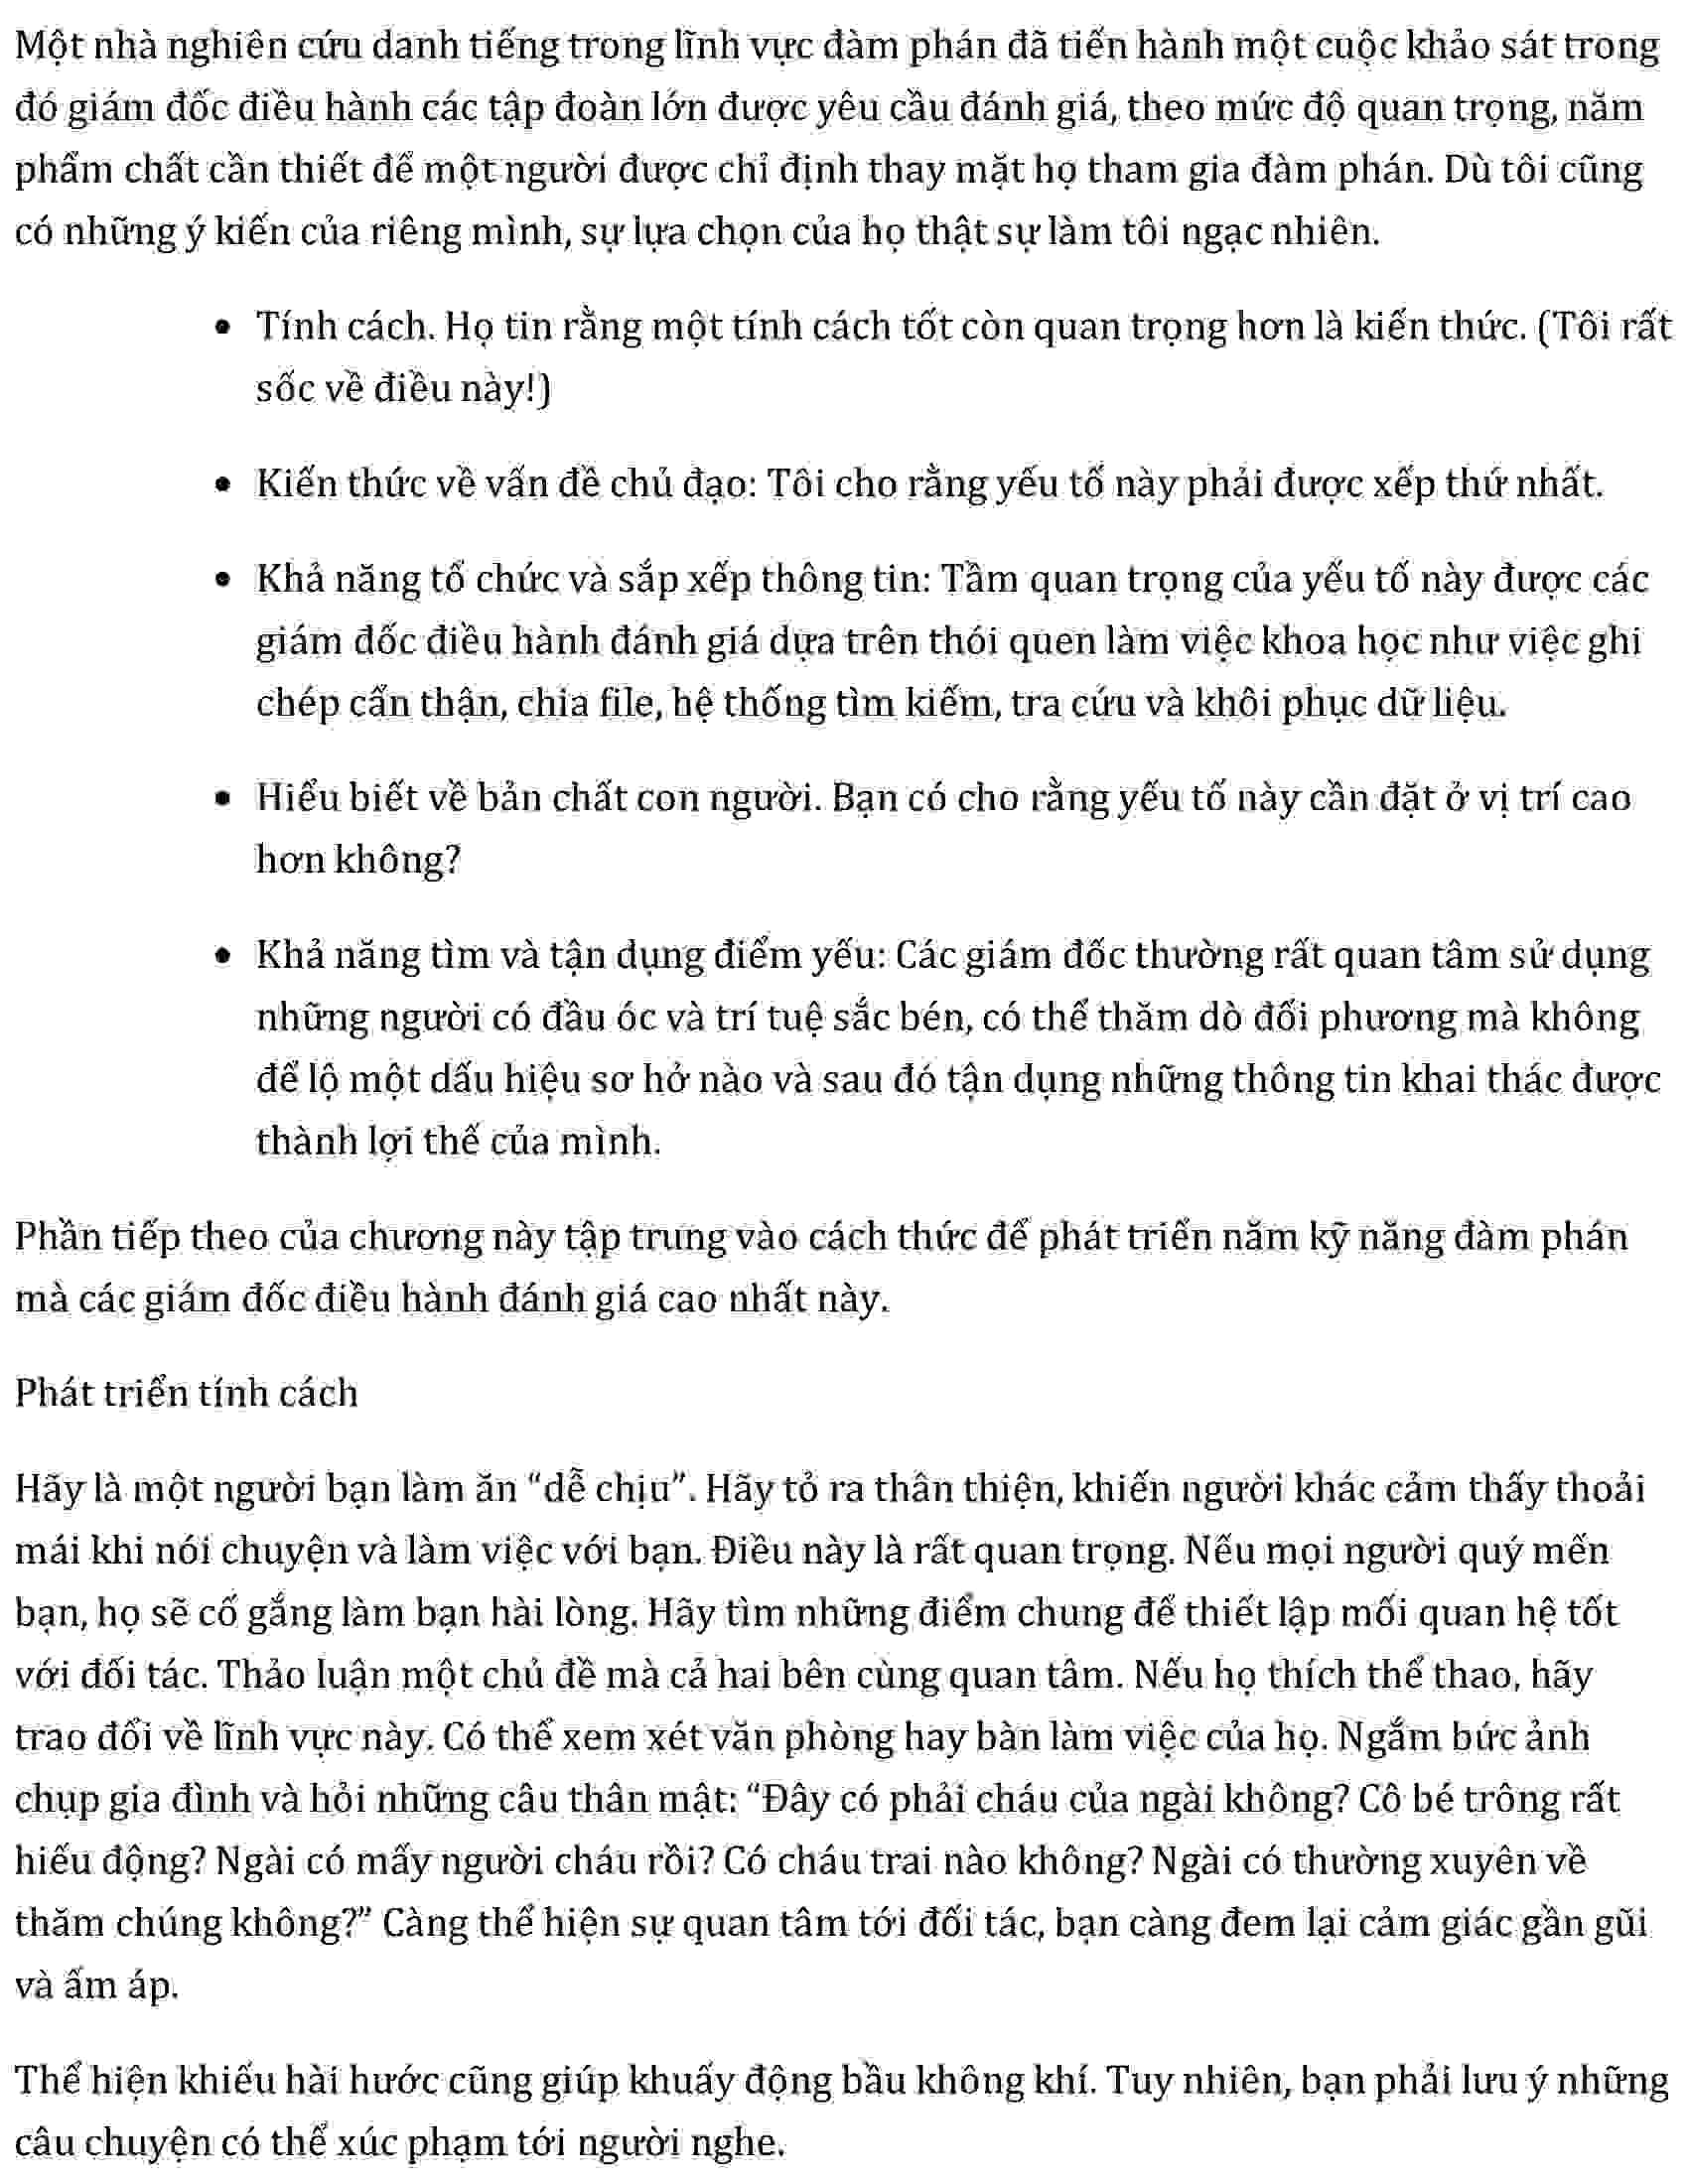 Một nhà nghiên cứu danh tiếng trong lĩnh vực đàm phán đã tiến hành một cuộc khảo sát trong
đó giám đốc điều hành các tập đoàn lớn được yêu cầu đánh giá, theo mức độ quan trọng, năm
phẩm chất cần thiết để một người được chỉ định thay mặt họ tham gia đàm phán. Dù tôi cũng
có những ý kiến của riêng mình, sự lựa chọn của họ thật sự làm tôi ngạc nhiên.
• Tính cách. Họ tin rằng một tính cách tốt còn quan trọng hơn là kiến thức. (Tôi rất
sốc về điều này!)
• Kiến thức về vấn đề chủ đạo: Tôi cho rằng yếu tố này phải được xếp thứ nhất.
• Khả năng tổ chức và sắp xếp thông tin: Tầm quan trọng của yếu tố này được các
giám đốc điều hành đánh giá dựa trên thói quen làm việc khoa học như việc ghi
chép cẩn thận, chia file, hệ thống tìm kiếm, tra cứu và khôi phục dữ liệu.
• Hiểu biết về bản chất con người. Bạn có cho rằng yếu tố này cần đặt ở vị trí cao
hơn không?
• Khả năng tìm và tận dụng điểm yếu: Các giám đốc thường rất quan tâm sử dụng
những người có đầu óc và trí tuệ sắc bén, có thể thăm dò đối phương mà không
để lộ một dấu hiệu sơ hở nào và sau đó tận dụng những thông tin khai thác được
thành lợi thế của mình.
Phần tiếp theo của chương này tập trung vào cách thức để phát triển năm kỹ năng đàm phán
mà các giám đốc điều hành đánh giá cao nhất này.
Phát triển tính cách
Hãy là một người bạn làm ăn “dễ chịu”. Hãy tỏ ra thân thiện, khiến người khác cảm thấy thoải
mái khi nói chuyện và làm việc với bạn. Điều này là rất quan trọng. Nếu mọi người quý mến
bạn, họ sẽ cố gắng làm bạn hài lòng. Hãy tìm những điểm chung để thiết lập mối quan hệ tốt
với đối tác. Thảo luận một chủ đề mà cả hai bên cùng quan tâm. Nếu họ thích thể thao, hãy
trao đổi về lĩnh vực này. Có thể xem xét văn phòng hay bàn làm việc của họ. Ngắm bức ảnh
chụp gia đình và hỏi những câu thân mật: “Đây có phải cháu của ngài không? Cô bé trông rất
hiếu động? Ngài có mấy người cháu rồi? Có cháu trai nào không? Ngài có thường xuyên về
thăm chúng không?” Càng thể hiện sự quan tâm tới đối tác, bạn càng đem lại cảm giác gần gũi
và ấm áp.
Thể hiện khiếu hài hước cũng giúp khuấy động bầu không khí. Tuy nhiên, bạn phải lưu ý những
câu chuyện có thể xúc phạm tới người nghe.